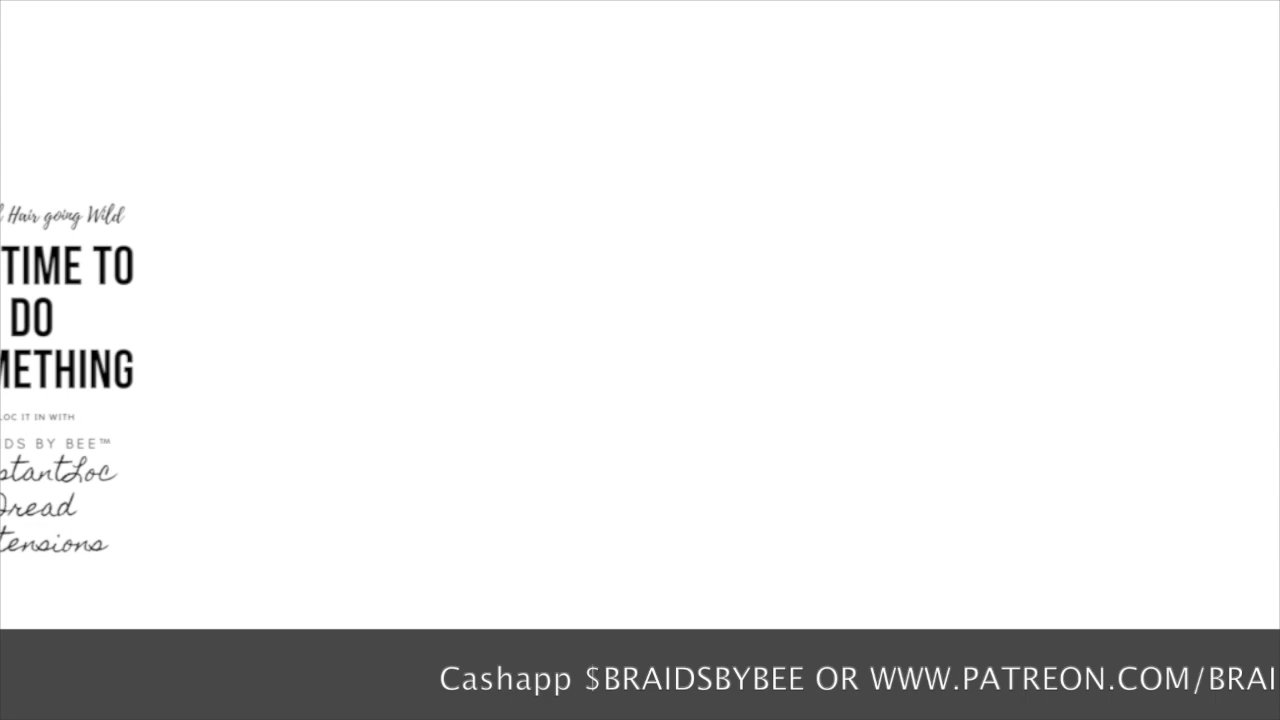 Hair going Wild
TIME TO
DO
METHING
LOC IT IN WITH
DS BY BEE™
stantLoc
Dread
tensions
Cashapp $BRAIDSBYBEE OR WWW.PATREON.COM/BRAI